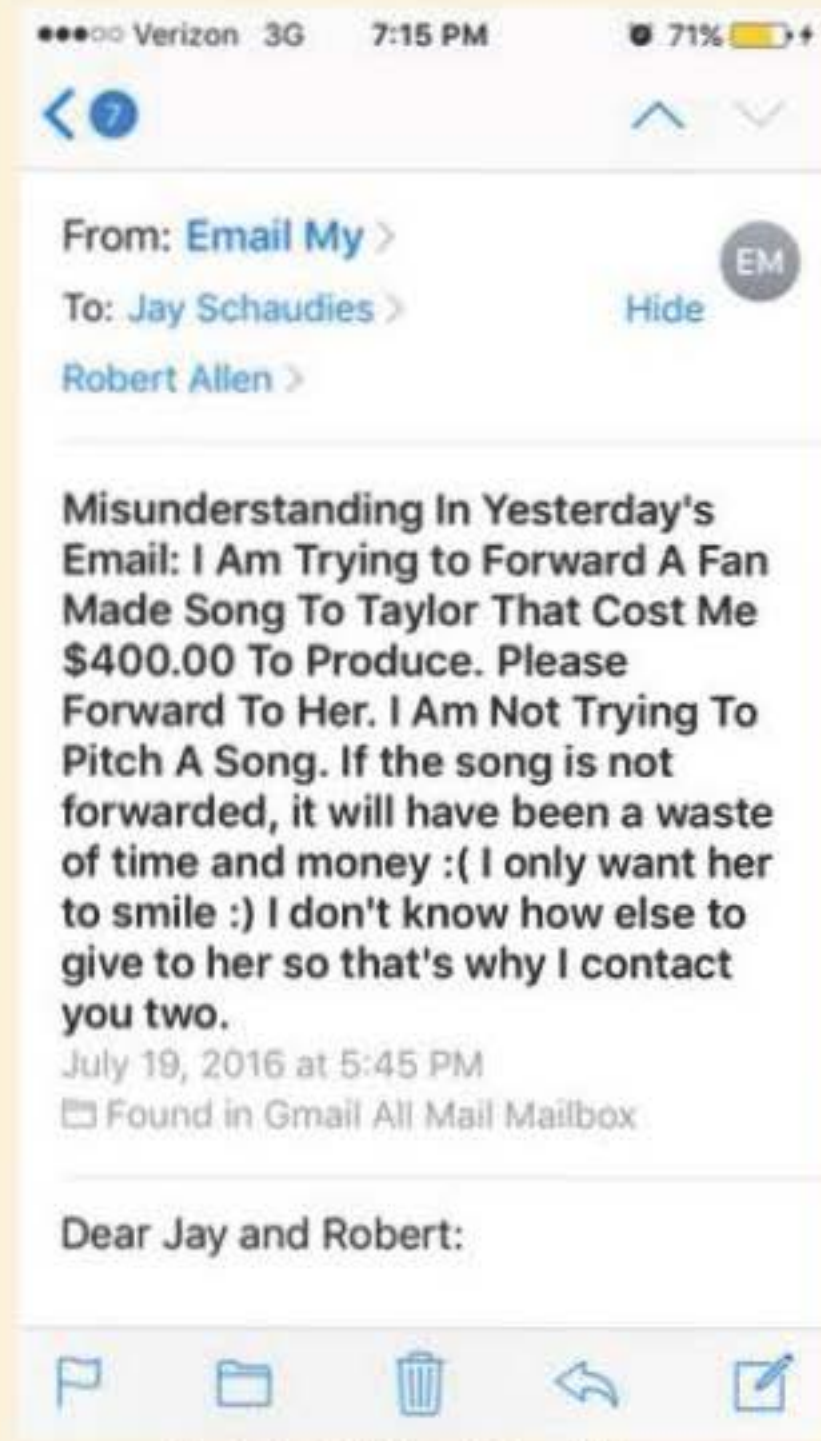 Verizon 3G 7:15 PM 71%
7
From: Email My
EM
To: Jay Schaudies
Hide
Robert Allen
Misunderstanding In Yesterday's
Email: I Am Trying to Forward A Fan
Made Song To Taylor That Cost Me
$400.00 To Produce. Please
Forward To Her. I Am Not Trying To
Pitch A Song. If the song is not
forwarded, it will have been a waste
of time and money :( I only want her
to smile :) I don't know how else to
give to her so that's why I contact
you two.
July 19, 2016 at 5:45 PM
Found in Gmail All Mail Mailbox
Dear Jay and Robert: